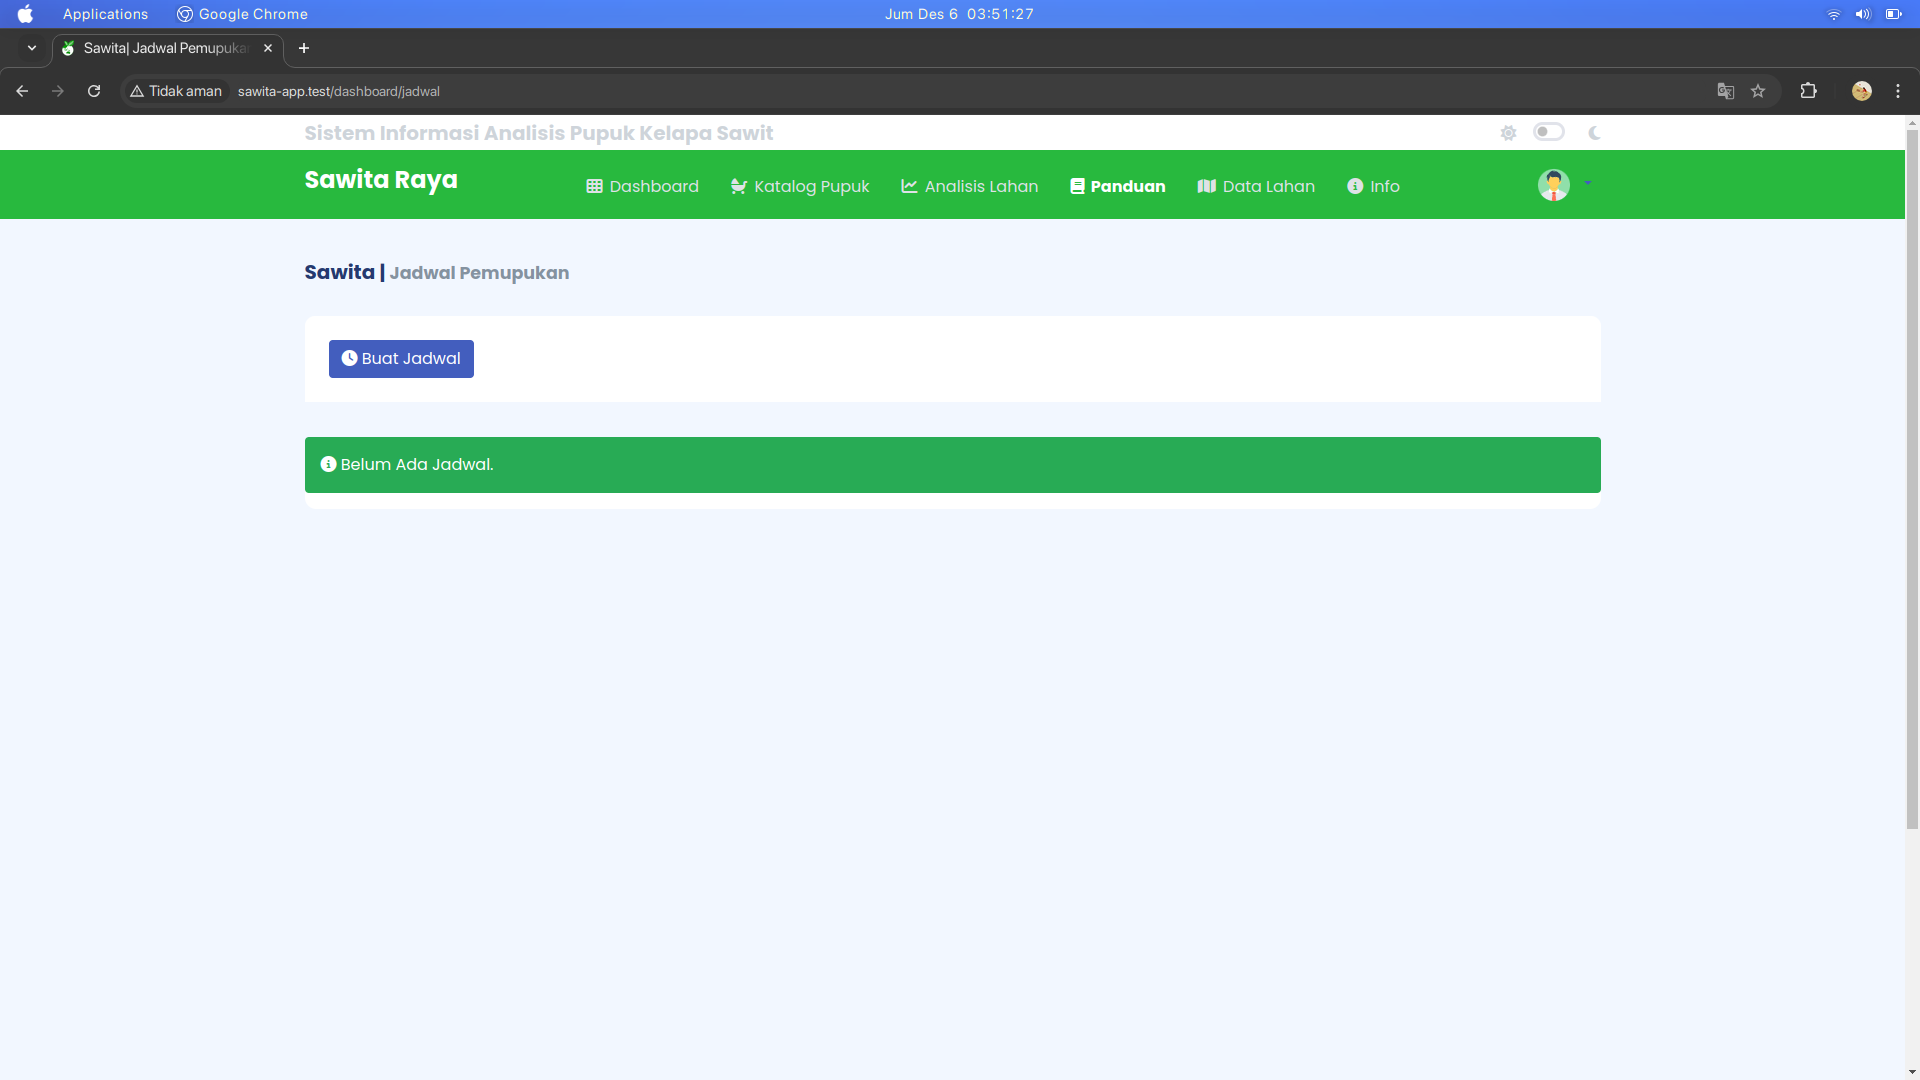 Applications Google Chrome Jum Des 6 03:51:27
Sawita| Jadwal Pemupuka
Tidak aman sawita-app.test/dashboard/jadwal
Sistem Informasi Analisis Pupuk Kelapa Sawit
Sawita Raya Dashboard Katalog Pupuk Analisis Lahan Panduan Data Lahan Info
Sawita | Jadwal Pemupukan
Buat Jadwal
Belum Ada Jadwal.